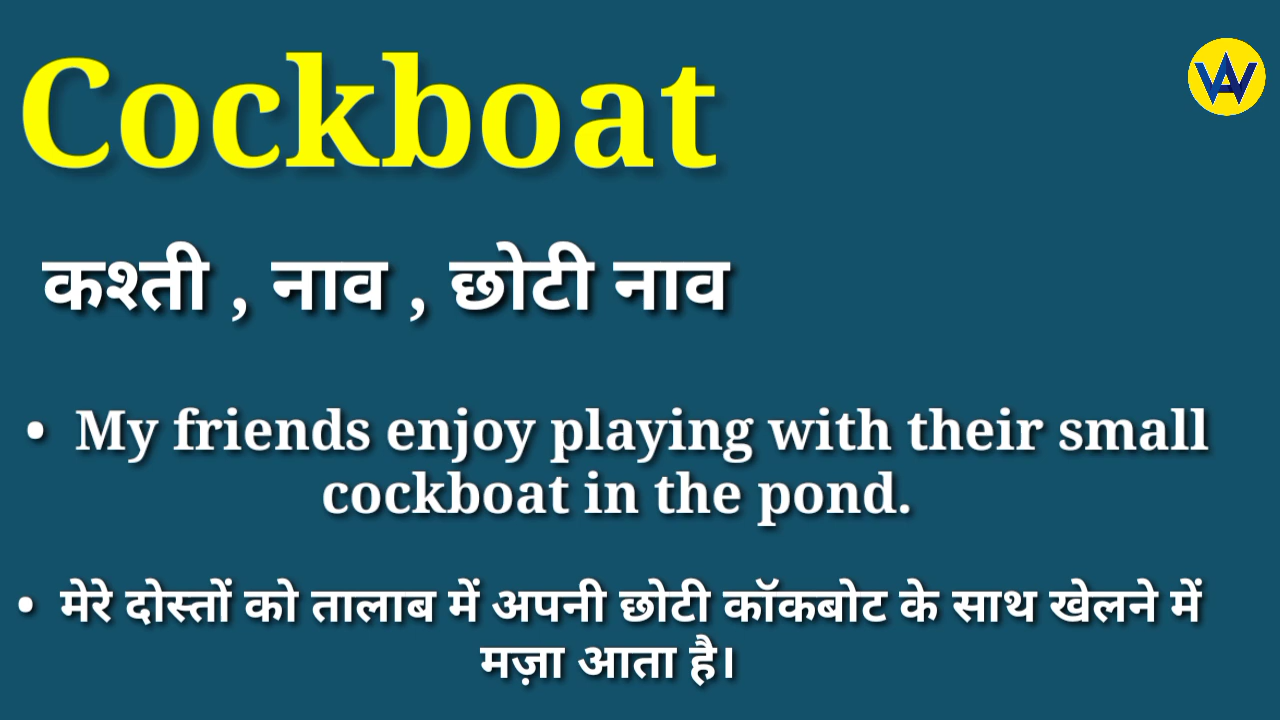 Cockboat
कश्ती , नाव , छोटी नाव
• My friends enjoy playing with their small
cockboat in the pond.
• मेरे दोस्तों को तालाब में अपनी छोटी कॉकबोट के साथ खेलने में
मज़ा आता है।